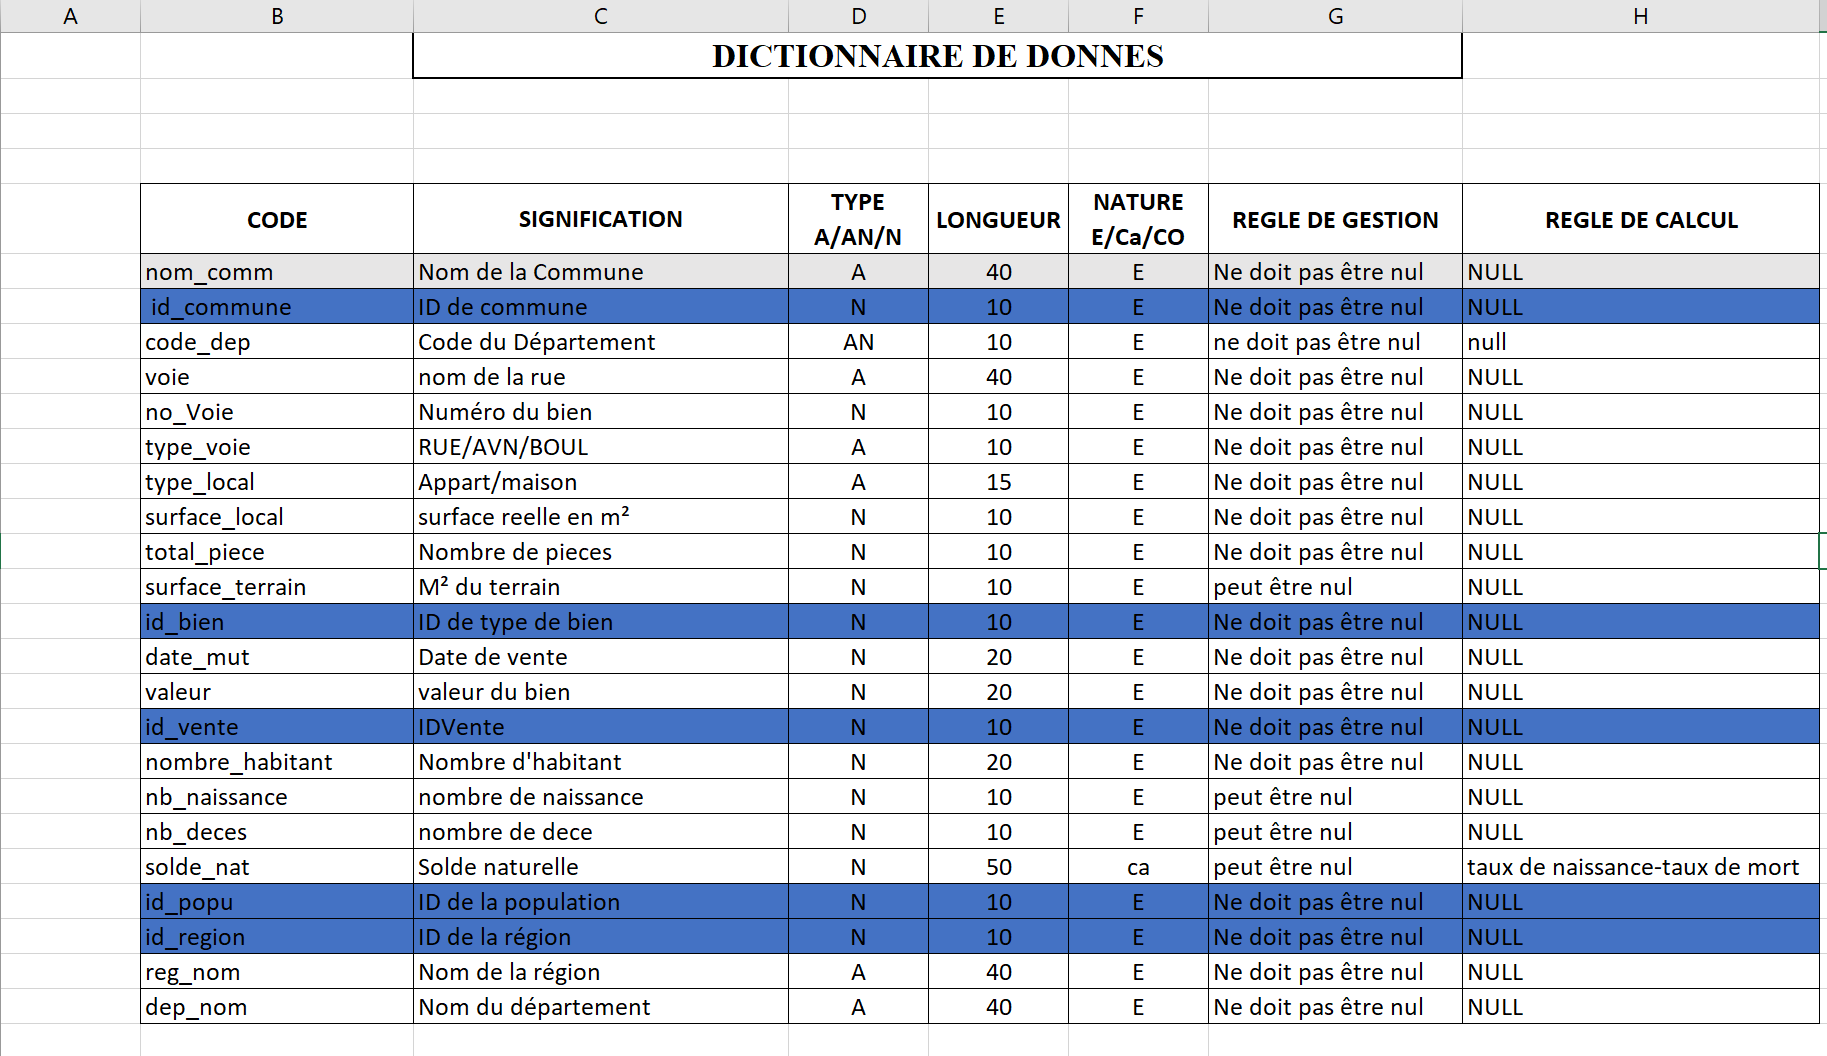 A B C D E F G H
DICTIONNAIRE DE DONNES
CODE SIGNIFICATION TYPE A/AN/N LONGUEUR NATURE E/Ca/CO REGLE DE GESTION REGLE DE CALCUL
nom_comm Nom de la Commune A 40 E Ne doit pas être nul NULL
id_commune ID de commune N 10 E Ne doit pas être nul NULL
code_dep Code du Département AN 10 E ne doit pas être nul null
voie nom de la rue A 40 E Ne doit pas être nul NULL
no_Voie Numéro du bien N 10 E Ne doit pas être nul NULL
type_voie RUE/AVN/BOUL A 10 E Ne doit pas être nul NULL
type_local Appart/maison A 15 E Ne doit pas être nul NULL
surface_local surface reelle en m² N 10 E Ne doit pas être nul NULL
total_piece Nombre de pieces N 10 E Ne doit pas être nul NULL
surface_terrain M² du terrain N 10 E peut être nul NULL
id_bien ID de type de bien N 10 E Ne doit pas être nul NULL
date_mut Date de vente N 20 E Ne doit pas être nul NULL
valeur valeur du bien N 20 E Ne doit pas être nul NULL
id_vente IDVente N 10 E Ne doit pas être nul NULL
nombre_habitant Nombre d'habitant N 20 E Ne doit pas être nul NULL
nb_naissance nombre de naissance N 10 E peut être nul NULL
nb_deces nombre de dece N 10 E peut être nul NULL
solde_nat Solde naturelle N 50 ca peut être nul taux de naissance-taux de mort
id_popu ID de la population N 10 E Ne doit pas être nul NULL
id_region ID de la région N 10 E Ne doit pas être nul NULL
reg_nom Nom de la région A 40 E Ne doit pas être nul NULL
dep_nom Nom du département A 40 E Ne doit pas être nul NULL